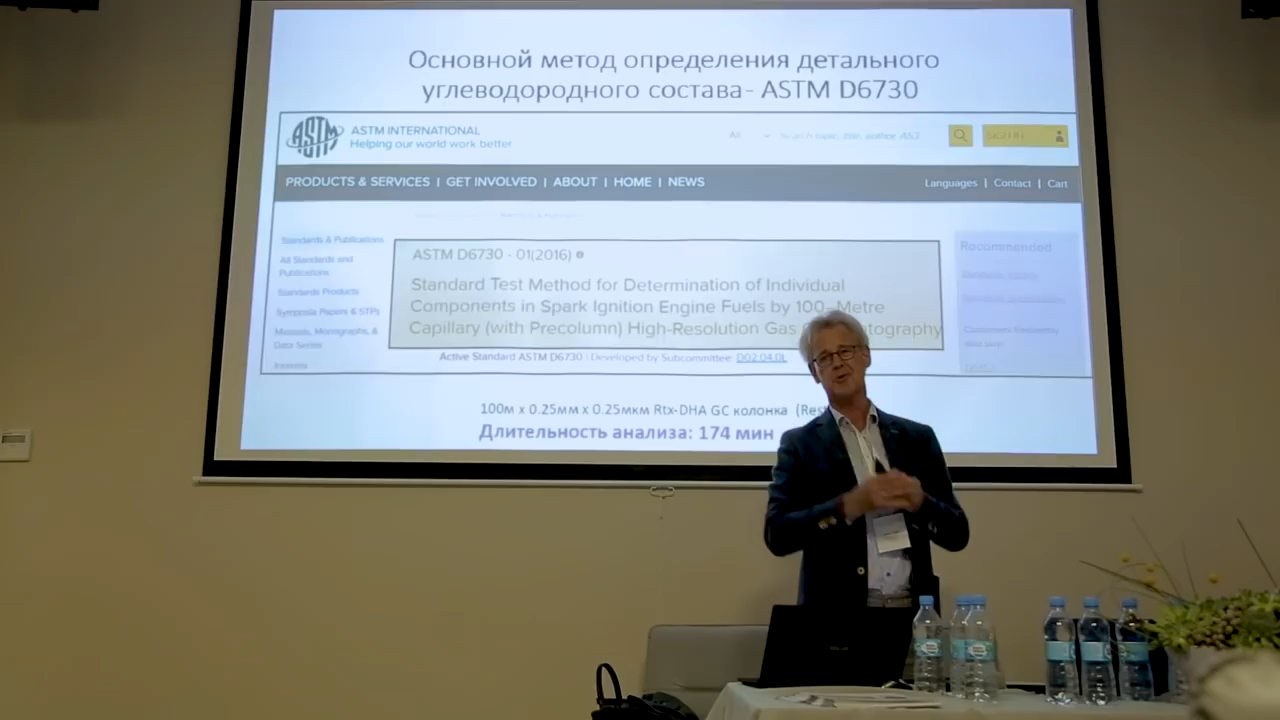 Основной метод определения детального
углеводородного состава- ASTM D6730
ASTM
ASTM INTERNATIONAL
Helping our world work better
All
SIGN IN
PRODUCTS & SERVICES | GET INVOLVED | ABOUT | HOME | NEWS
Languages | Contact | Cart
Standards & Publications
All Standards and
Publications
Standards Products
Symposia Papers & STPs
Manuals, Monographs, &
Data Series
ASTM D6730 - 01(2016)
Standard Test Method for Determination of Individual
Components in Spark Ignition Engine Fuels by 100–Metre
Capillary (with Precolumn) High-Resolution Gas
Active Standard ASTM D6730 | Developed by Subcommittee: D02.04.0L
Recommended
100м x 0.25мм x 0.25мкм Rtx-DHA GC колонка
Длительность анализа: 174 мин